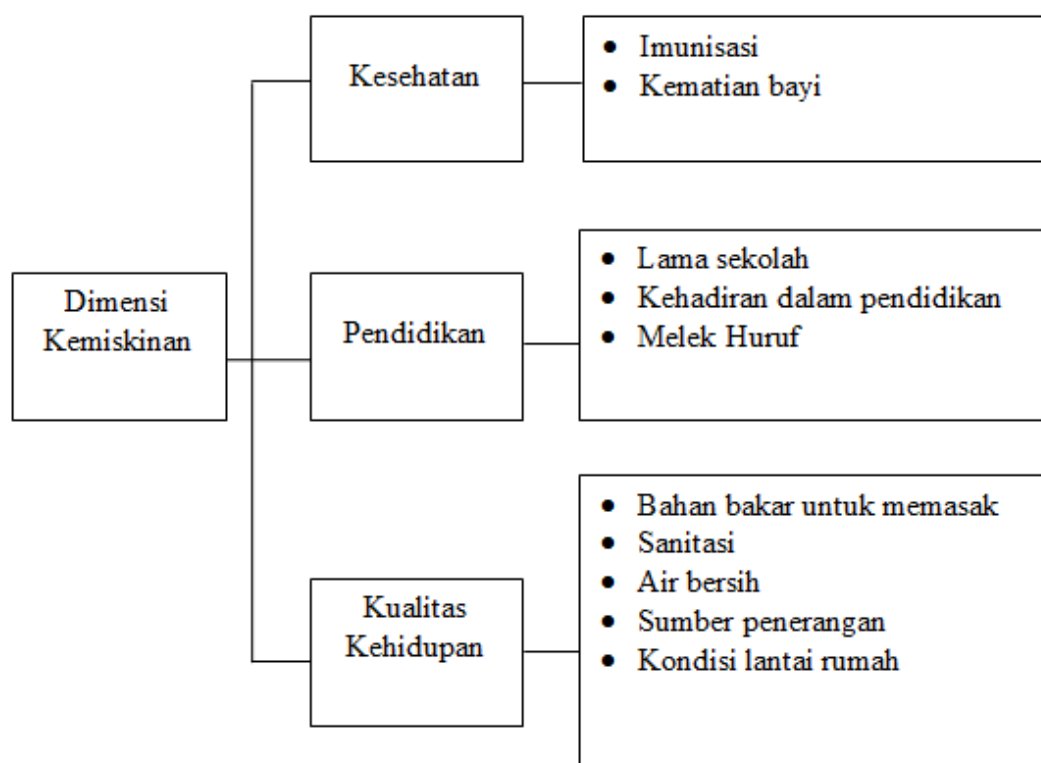 Dimensi
Kemiskinan
Kesehatan
• Imunisasi
• Kematian bayi
Pendidikan
• Lama sekolah
• Kehadiran dalam pendidikan
• Melek Huruf
Kualitas
Kehidupan
• Bahan bakar untuk memasak
• Sanitasi
• Air bersih
• Sumber penerangan
• Kondisi lantai rumah